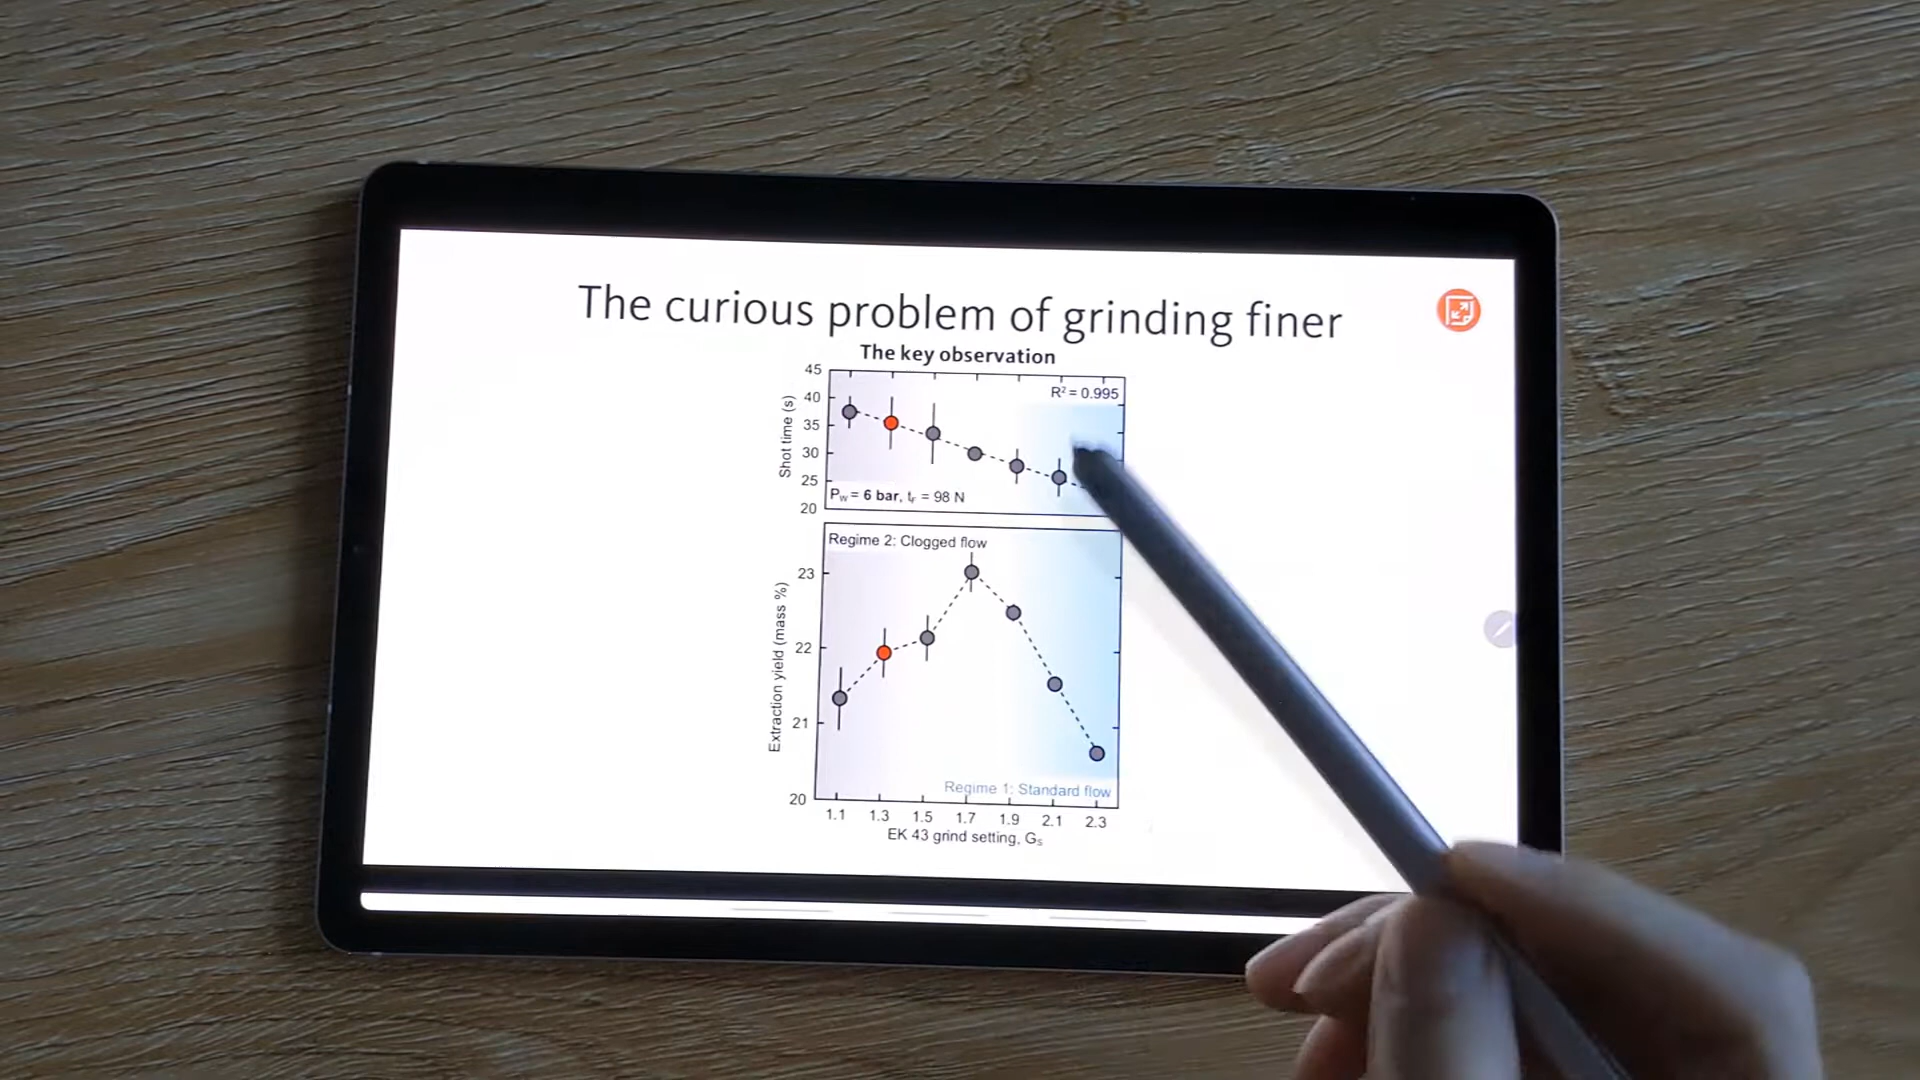 The curious problem of grinding finer
The key observation
45
40
35
30
25
20
Shot time (s)
R² = 0.995
Pw = 6 bar, tr = 98 N
Regime 2: Clogged flow
23
22
21
20
Extraction yield (mass %)
Regime 1: Standard flow
1.1 1.3 1.5 1.7 1.9 2.1 2.3
EK 43 grind setting, Gs